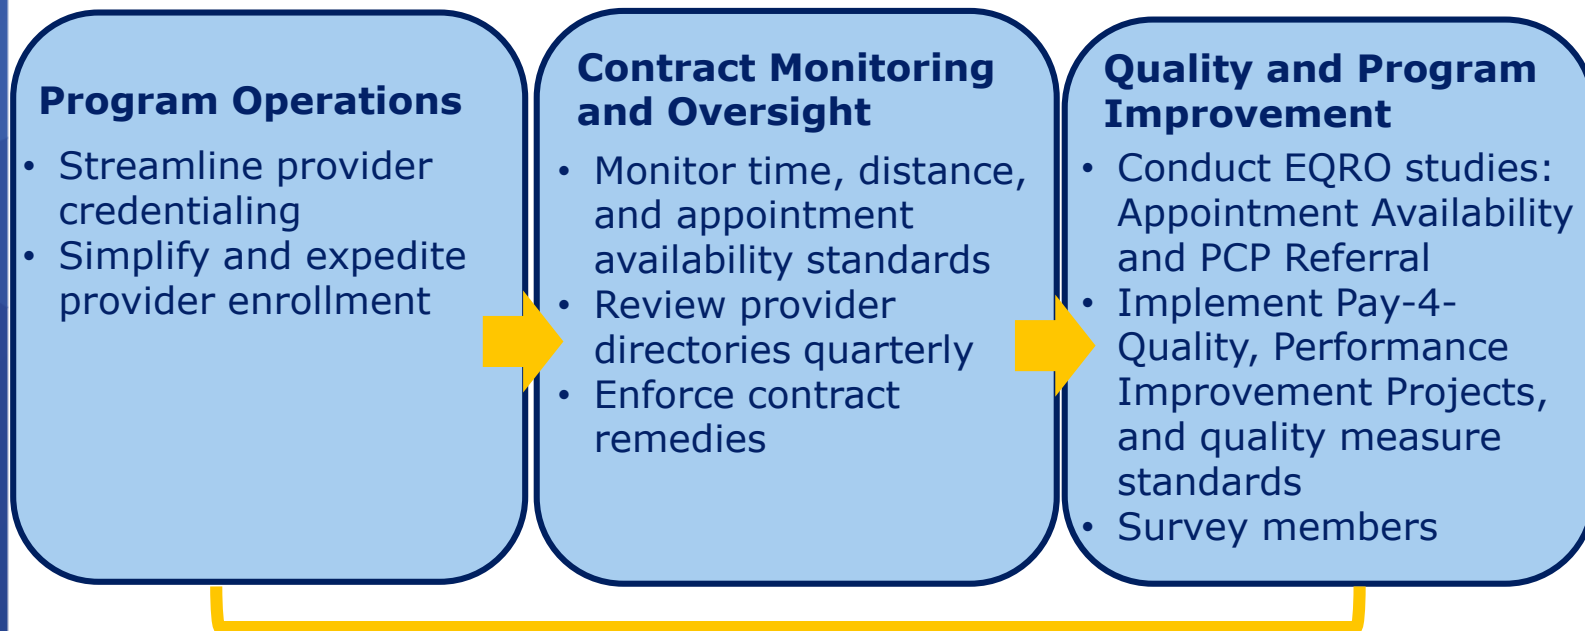 Program Operations
• Streamline provider
credentialing
• Simplify and expedite
provider enrollment
Contract Monitoring
and Oversight
• Monitor time, distance,
and appointment
availability standards
• Review provider
directories quarterly
• Enforce contract
remedies
Quality and Program
Improvement
• Conduct EQRO studies:
Appointment Availability
and PCP Referral
• Implement Pay-4-
Quality, Performance
Improvement Projects,
and quality measure
standards
• Survey members